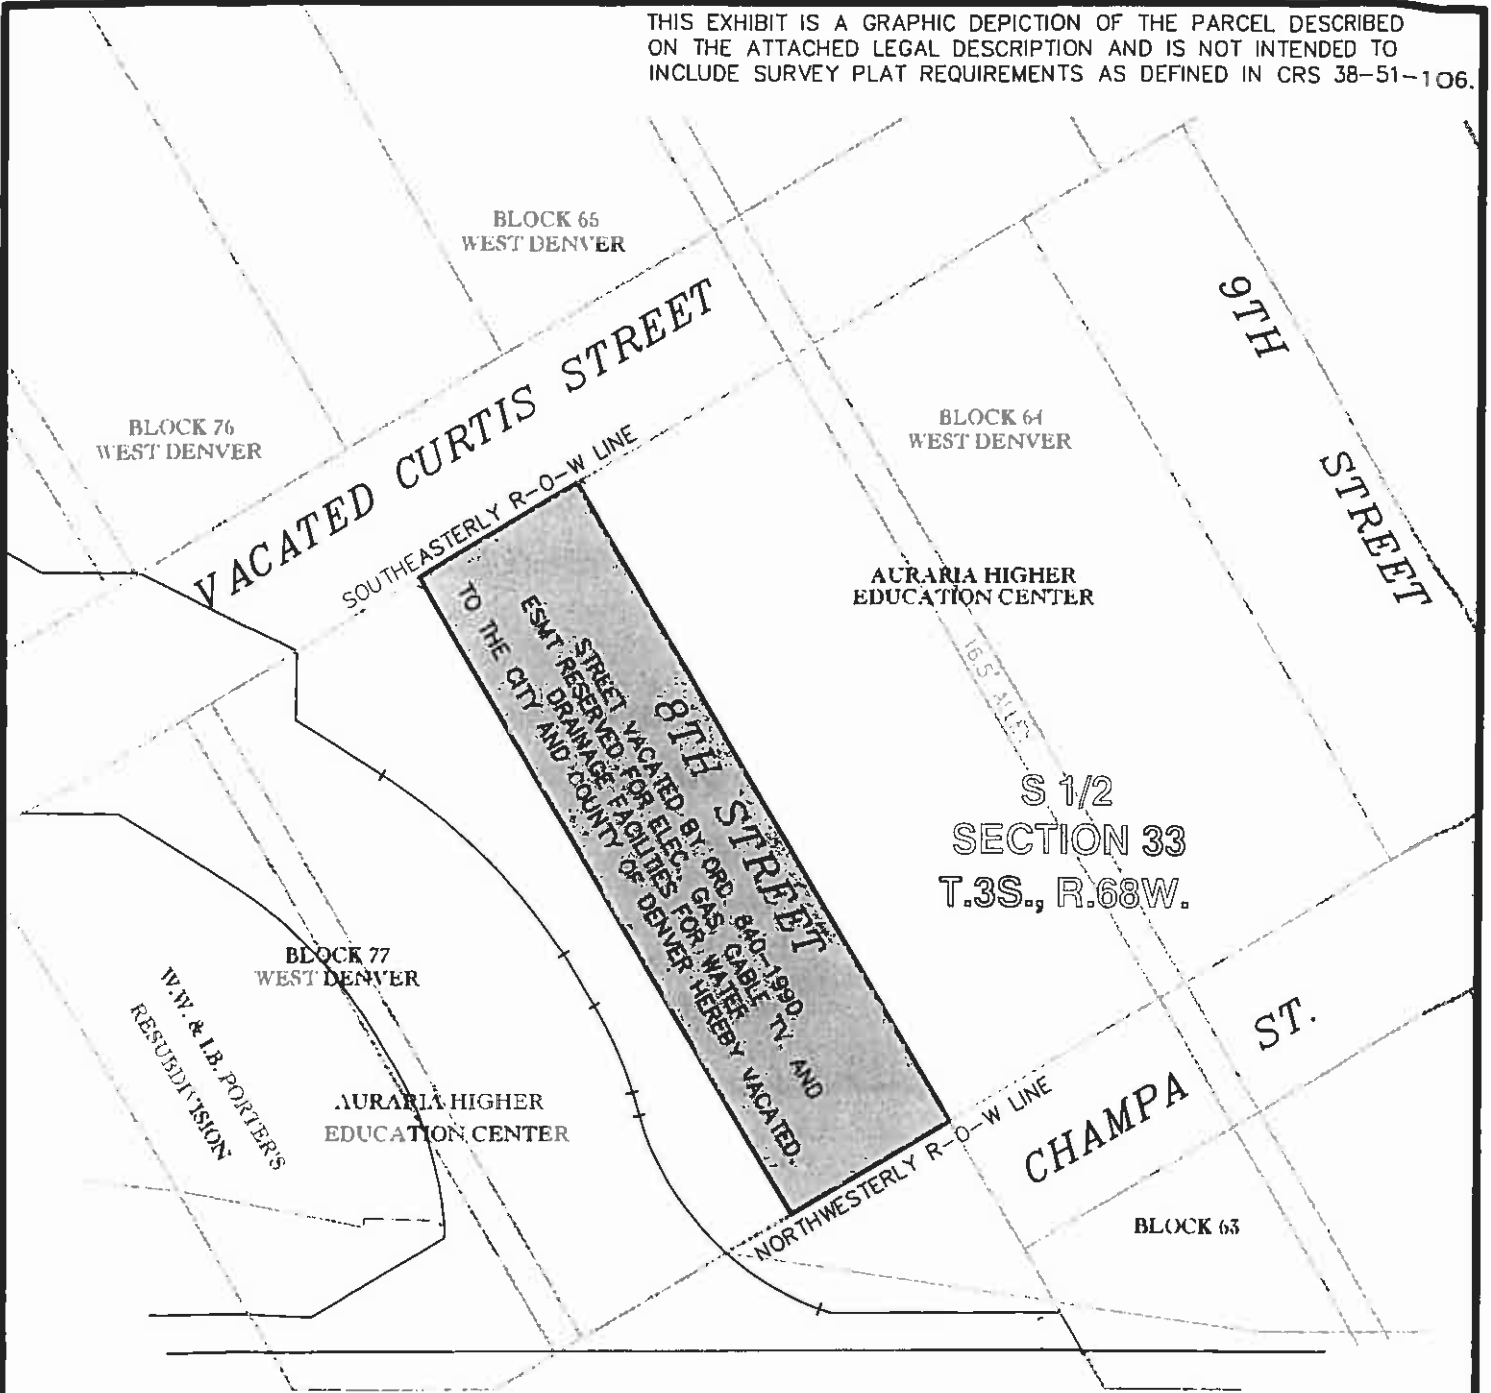 THIS EXHIBIT IS A GRAPHIC DEPICTION OF THE PARCEL DESCRIBED
ON THE ATTACHED LEGAL DESCRIPTION AND IS NOT INTENDED TO
INCLUDE SURVEY PLAT REQUIREMENTS AS DEFINED IN CRS 38-51-106.
BLOCK 65
WEST DENVER
9TH STREET
VACATED CURTIS STREET
BLOCK 76
WEST DENVER
BLOCK 64
WEST DENVER
SOUTHEASTERLY R-O-W LINE
AURARIA HIGHER
EDUCATION CENTER
16.5' ALLEY
8TH STREET
STREET VACATED BY ORD. 840-1990.
ESMT RESERVED FOR ELEC, GAS, CABLE TV. AND
DRAINAGE FACILITIES FOR WATER
TO THE CITY AND COUNTY OF DENVER HEREBY VACATED.
S 1/2
SECTION 33
T.3S., R.68W.
BLOCK 77
WEST DENVER
W.W. & I.B. PORTER'S
RESUBDIVISION
AURARIA HIGHER
EDUCATION CENTER
CHAMPA ST.
NORTHWESTERLY R-O-W LINE
BLOCK 63